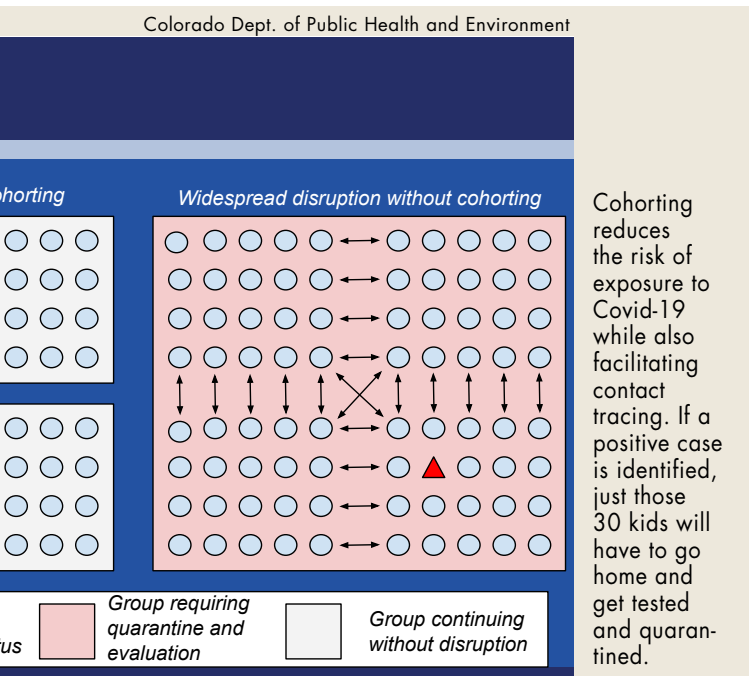 Colorado Dept. of Public Health and Environment
Widespread disruption without cohorting
Cohorting
reduces
the risk of
exposure to
Covid-19
while also
facilitating
contact
tracing. If a
positive case
is identified,
just those
30 kids will
have to go
home and
get tested
and quaran-
tined.
Group requiring
quarantine and
evaluation
Group continuing
without disruption